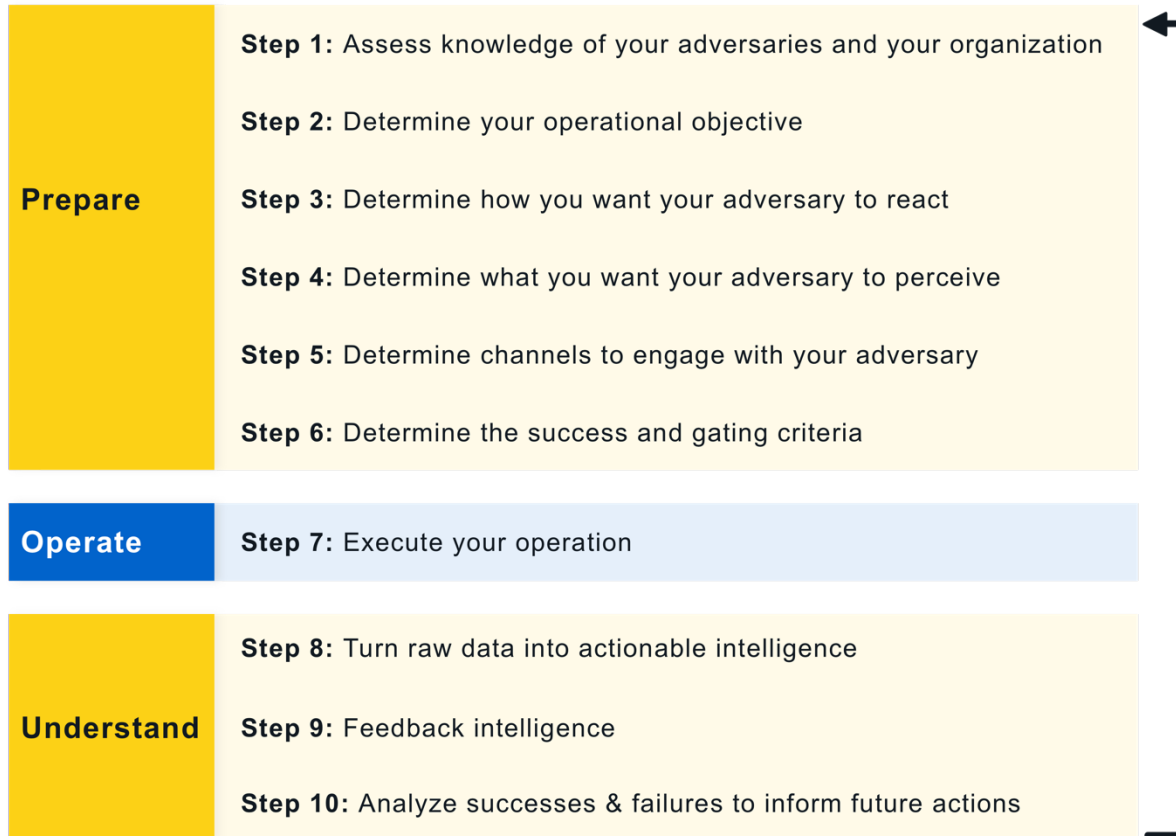 Prepare
Step 1: Assess knowledge of your adversaries and your organization
Step 2: Determine your operational objective
Step 3: Determine how you want your adversary to react
Step 4: Determine what you want your adversary to perceive
Step 5: Determine channels to engage with your adversary
Step 6: Determine the success and gating criteria
Operate
Step 7: Execute your operation
Understand
Step 8: Turn raw data into actionable intelligence
Step 9: Feedback intelligence
Step 10: Analyze successes & failures to inform future actions